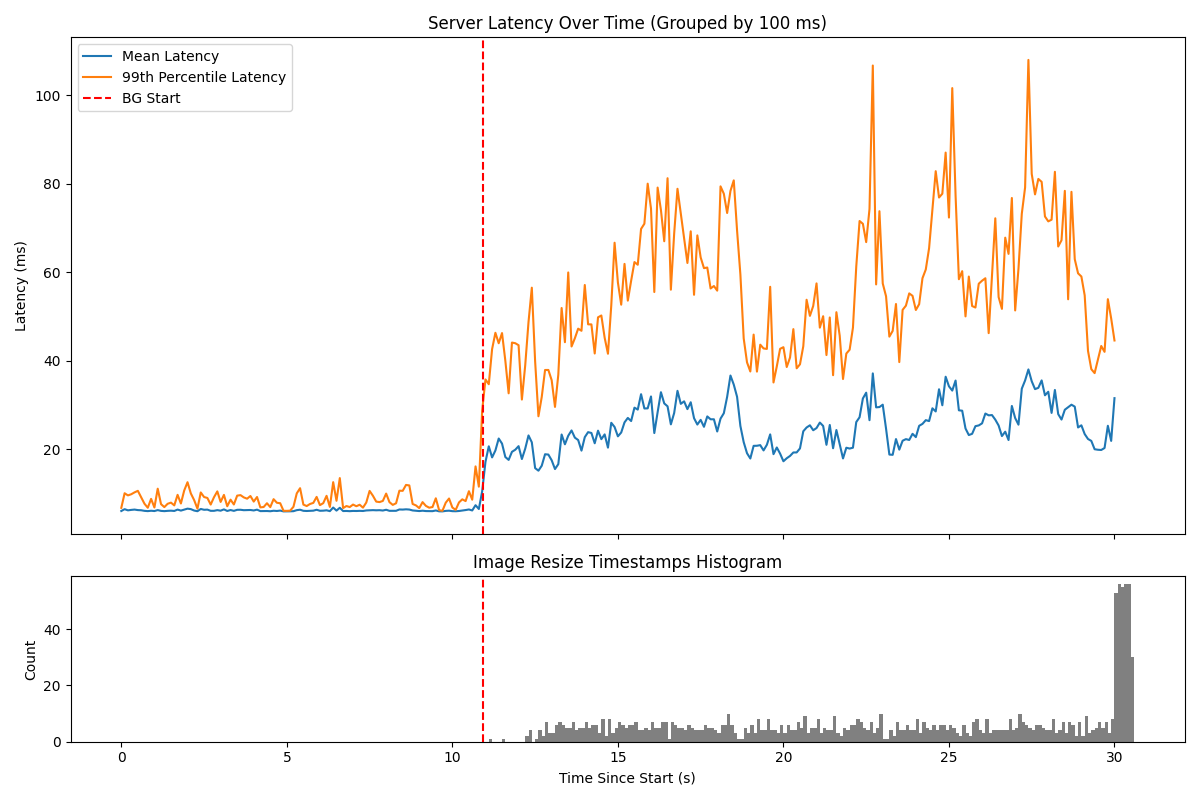 Server Latency Over Time (Grouped by 100 ms)
Mean Latency
99th Percentile Latency
BG Start
Latency (ms)
100
80
60
40
20
Image Resize Timestamps Histogram
Count
40
20
0
0 5 10 15 20 25 30
Time Since Start (s)